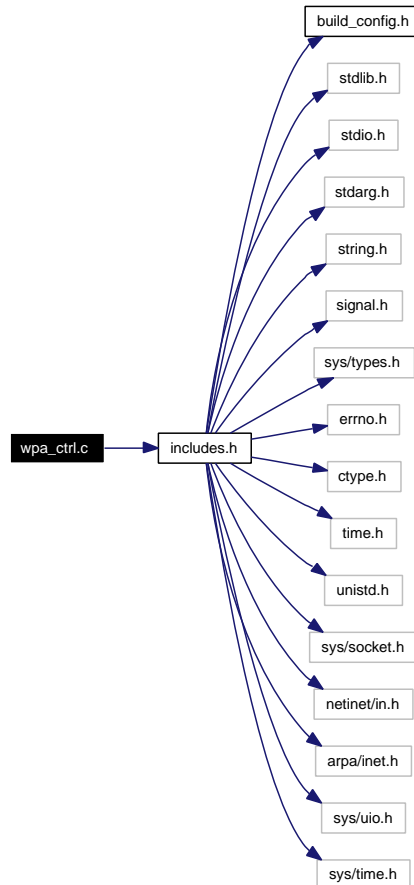 build_config.h
stdlib.h
stdio.h
stdarg.h
string.h
signal.h
sys/types.h
errno.h
wpa_ctrl.c
includes.h
ctype.h
time.h
unistd.h
sys/socket.h
netinet/in.h
arpa/inet.h
sys/uio.h
sys/time.h